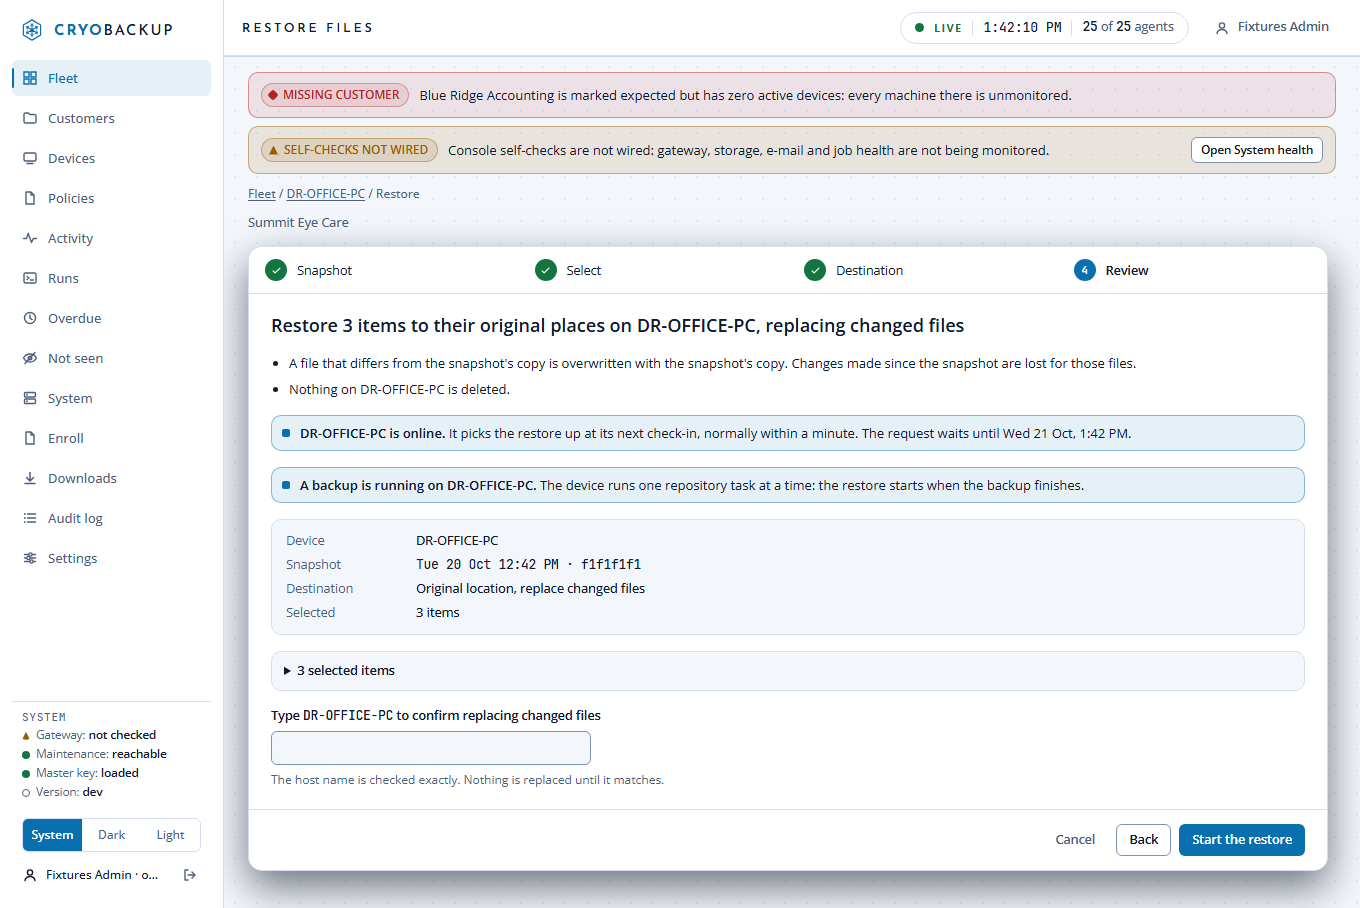 CRYOBACKUP
RESTORE FILES
LIVE 1:42:10 PM 25 of 25 agents
Fixtures Admin
Fleet
Customers
Devices
Policies
Activity
Runs
Overdue
Not seen
System
Enroll
Downloads
Audit log
Settings
SYSTEM
Gateway: not checked
Maintenance: reachable
Master key: loaded
Version: dev
System Dark Light
Fixtures Admin · o...
MISSING CUSTOMER Blue Ridge Accounting is marked expected but has zero active devices: every machine there is unmonitored.
SELF-CHECKS NOT WIRED Console self-checks are not wired: gateway, storage, e-mail and job health are not being monitored. Open System health
Fleet / DR-OFFICE-PC / Restore
Summit Eye Care
Snapshot Select Destination 4 Review
Restore 3 items to their original places on DR-OFFICE-PC, replacing changed files
A file that differs from the snapshot's copy is overwritten with the snapshot's copy. Changes made since the snapshot are lost for those files.
Nothing on DR-OFFICE-PC is deleted.
DR-OFFICE-PC is online. It picks the restore up at its next check-in, normally within a minute. The request waits until Wed 21 Oct, 1:42 PM.
A backup is running on DR-OFFICE-PC. The device runs one repository task at a time: the restore starts when the backup finishes.
Device DR-OFFICE-PC
Snapshot Tue 20 Oct 12:42 PM · f1f1f1f1
Destination Original location, replace changed files
Selected 3 items
3 selected items
Type DR-OFFICE-PC to confirm replacing changed files
The host name is checked exactly. Nothing is replaced until it matches.
Cancel Back Start the restore